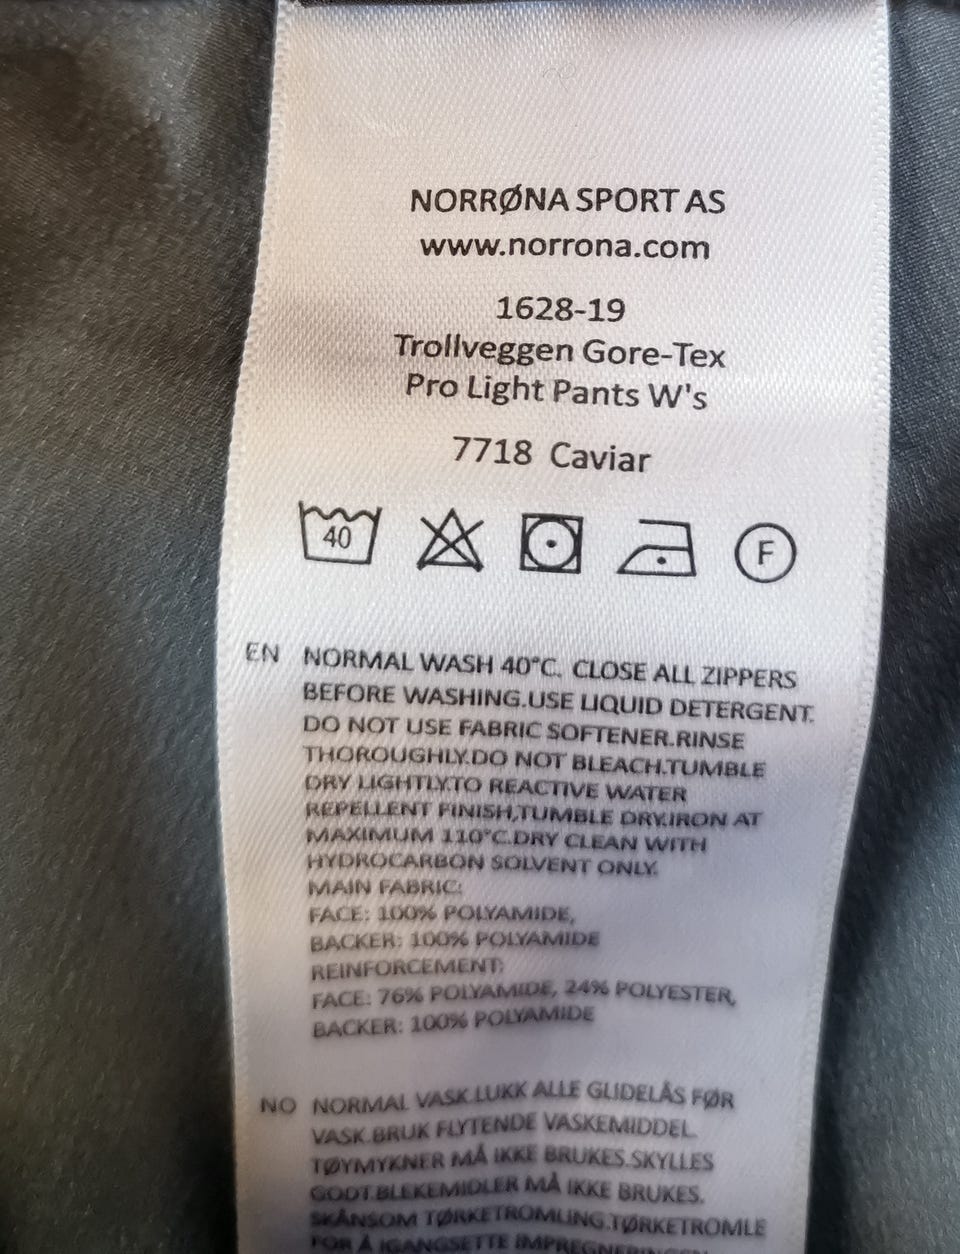 NORRØNA SPORT AS
www.norrona.com
1628-19
Trollveggen Gore-Tex
Pro Light Pants W's
7718 Caviar
40
F
EN NORMAL WASH 40°C. CLOSE ALL ZIPPERS
BEFORE WASHING.USE LIQUID DETERGENT.
DO NOT USE FABRIC SOFTENER.RINSE
THOROUGHLY.DO NOT BLEACH.TUMBLE
DRY LIGHTLY.TO REACTIVE WATER
REPELLENT FINISH,TUMBLE DRY.IRON AT
MAXIMUM 110°C.DRY CLEAN WITH
HYDROCARBON SOLVENT ONLY.
MAIN FABRIC:
FACE: 100% POLYAMIDE,
BACKER: 100% POLYAMIDE
REINFORCEMENT:
FACE: 76% POLYAMIDE, 24% POLYESTER,
BACKER: 100% POLYAMIDE
NO NORMAL VASK.LUKK ALLE GLIDELÅS FØR
VASK.BRUK FLYTENDE VASKEMIDDEL.
TØYMYKNER MÅ IKKE BRUKES.SKYLLES
GODT.BLEKEMIDLER MÅ IKKE BRUKES.
SKÅNSOM TØRKETROMLING.TØRKETROMLE
FOR Å IGANGSETTE IMPREGNERINGEN